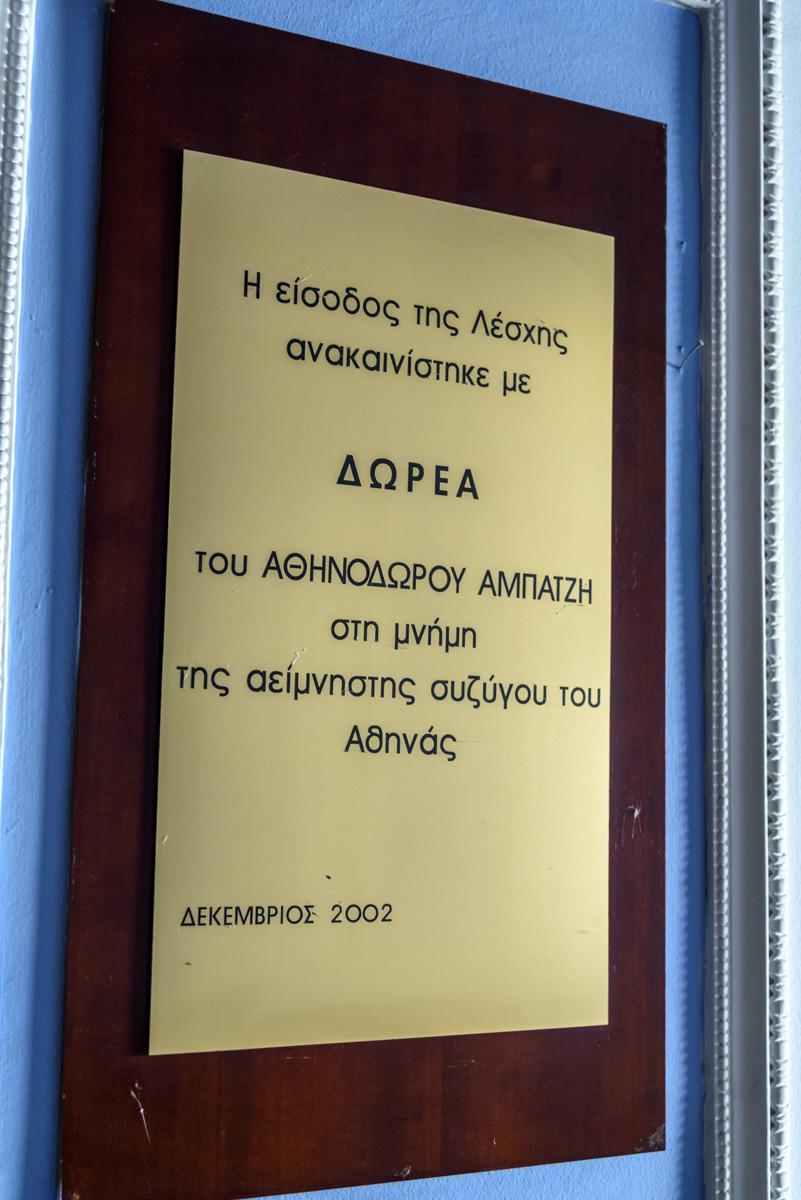 Η είσοδος της Λέσχης
ανακαινίστηκε με
ΔΩΡΕΑ
του ΑΘΗΝΟΔΩΡΟΥ ΑΜΠΑΤΖΗ
στη μνήμη
της αείμνηστης συζύγου του
Αθηνάς
ΔΕΚΕΜΒΡΙΟΣ 2002